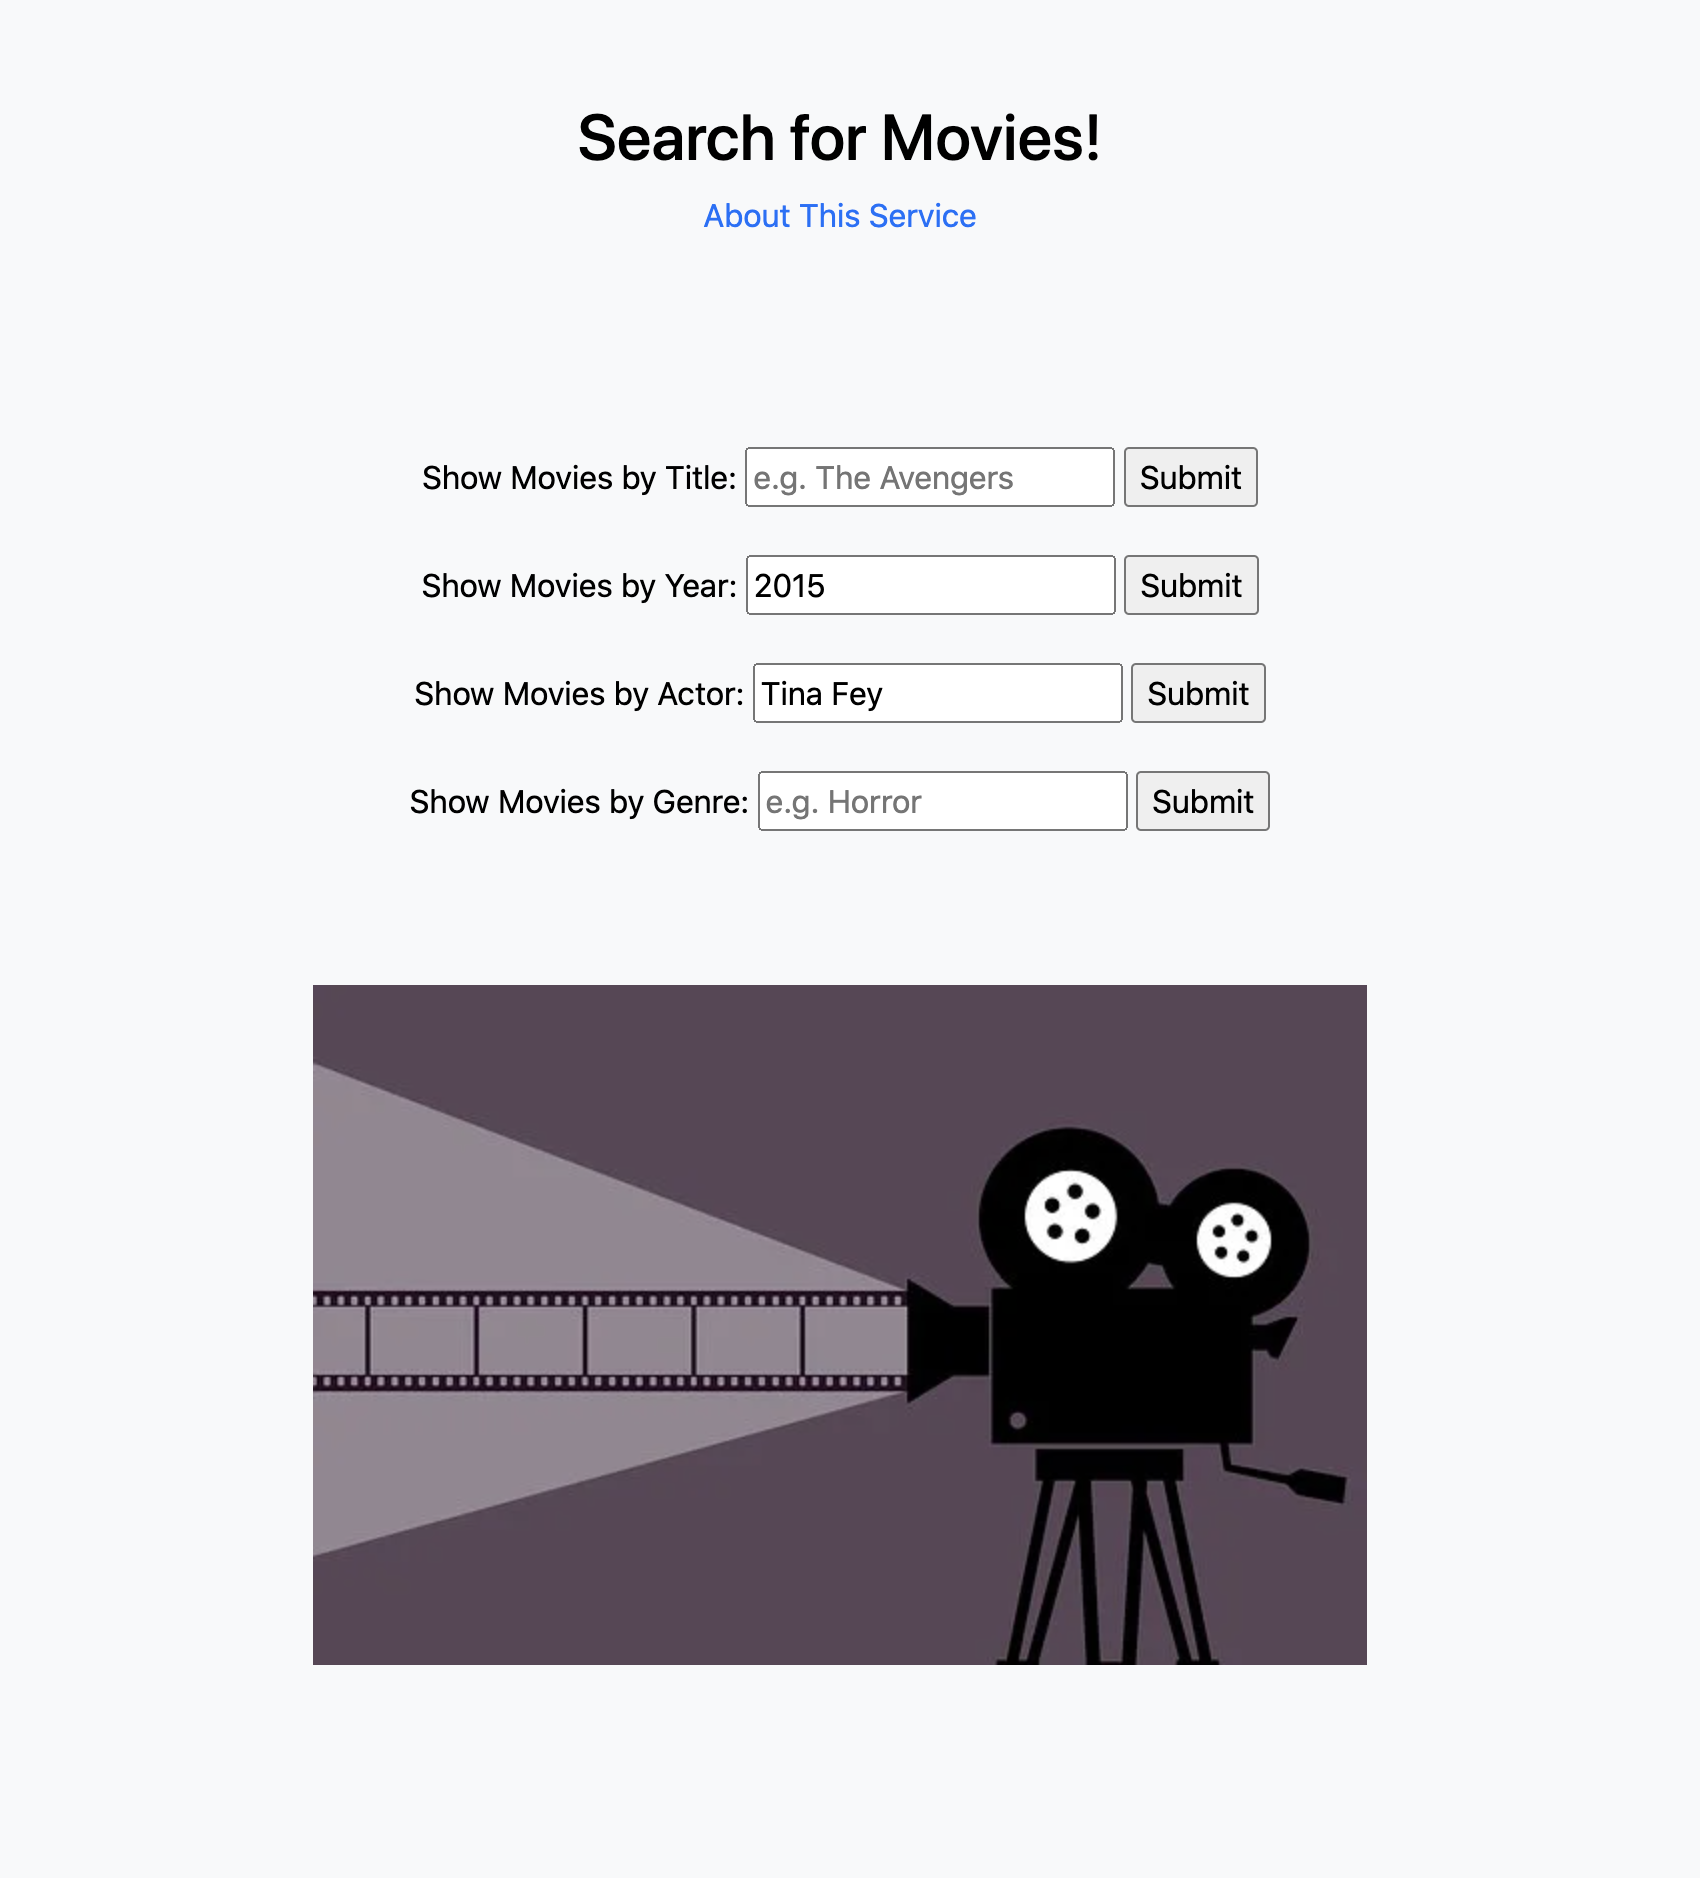 Search for Movies!
About This Service
Show Movies by Title: e.g. The Avengers Submit
Show Movies by Year: 2015 Submit
Show Movies by Actor: Tina Fey Submit
Show Movies by Genre: e.g. Horror Submit